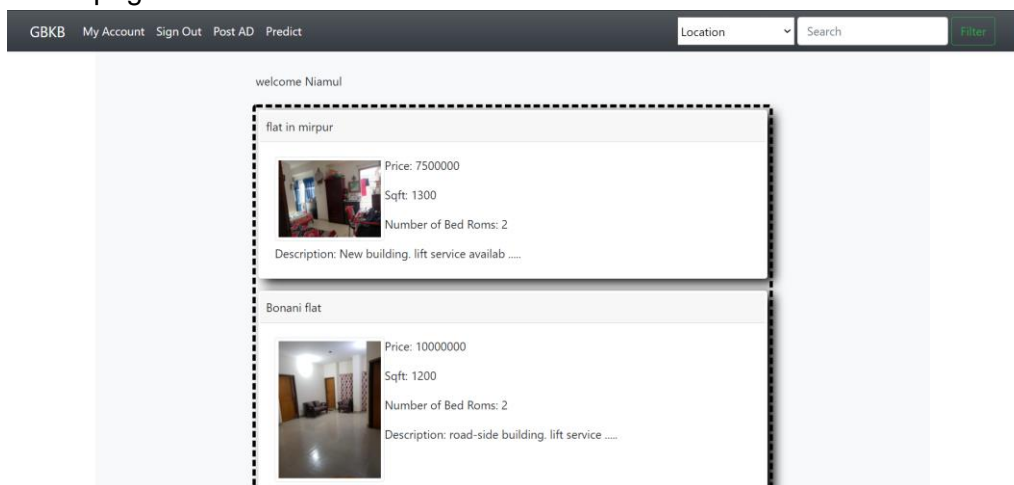 GBKB My Account Sign Out Post AD Predict Location Search Filter
welcome Niamul
flat in mirpur
Price: 7500000
Sqft: 1300
Number of Bed Roms: 2
Description: New building. lift service availab .....
Bonani flat
Price: 10000000
Sqft: 1200
Number of Bed Roms: 2
Description: road-side building. lift service .....